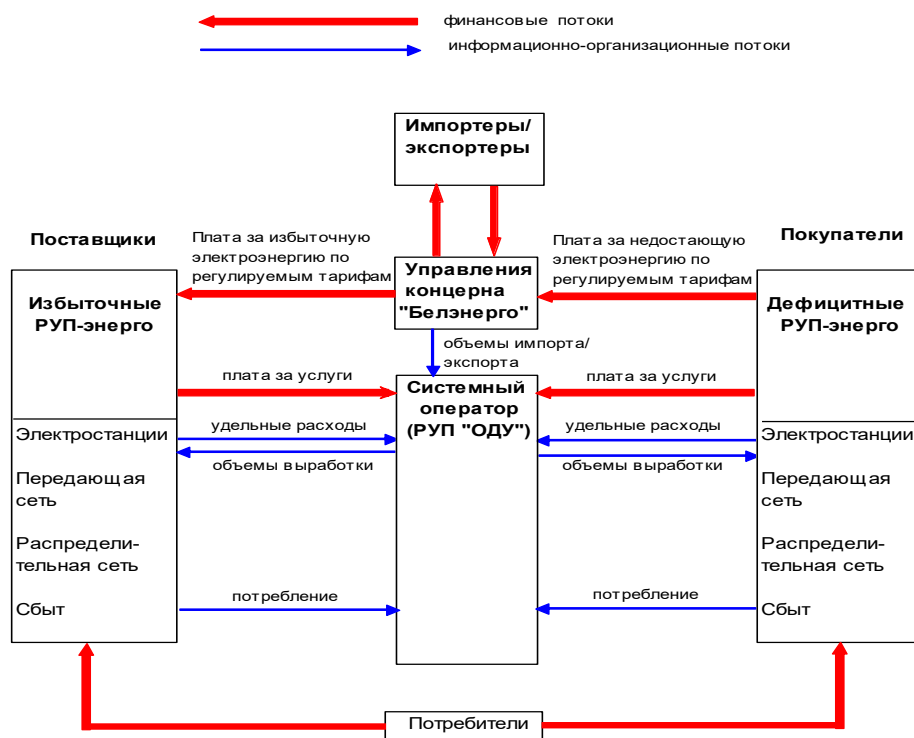 финансовые потоки
информационно-организационные потоки
Импортеры/
экспортеры
Поставщики
Плата за избыточную
электроэнергию по
регулируемым тарифам
Плата за недостающую
электроэнергию по
регулируемым тарифам
Покупатели
Избыточные
РУП-энерго
Управления
концерна
"Белэнерго"
Дефицитные
РУП-энерго
объемы импорта/
экспорта
плата за услуги
Системный
оператор
(РУП "ОДУ")
плата за услуги
Электростанции
удельные расходы
удельные расходы
Электростанции
объемы выработки
объемы выработки
Передающая
сеть
Передающая
сеть
Распредели-
тельная сеть
Распредели-
тельная сеть
Сбыт
потребление
потребление
Сбыт
Потребители